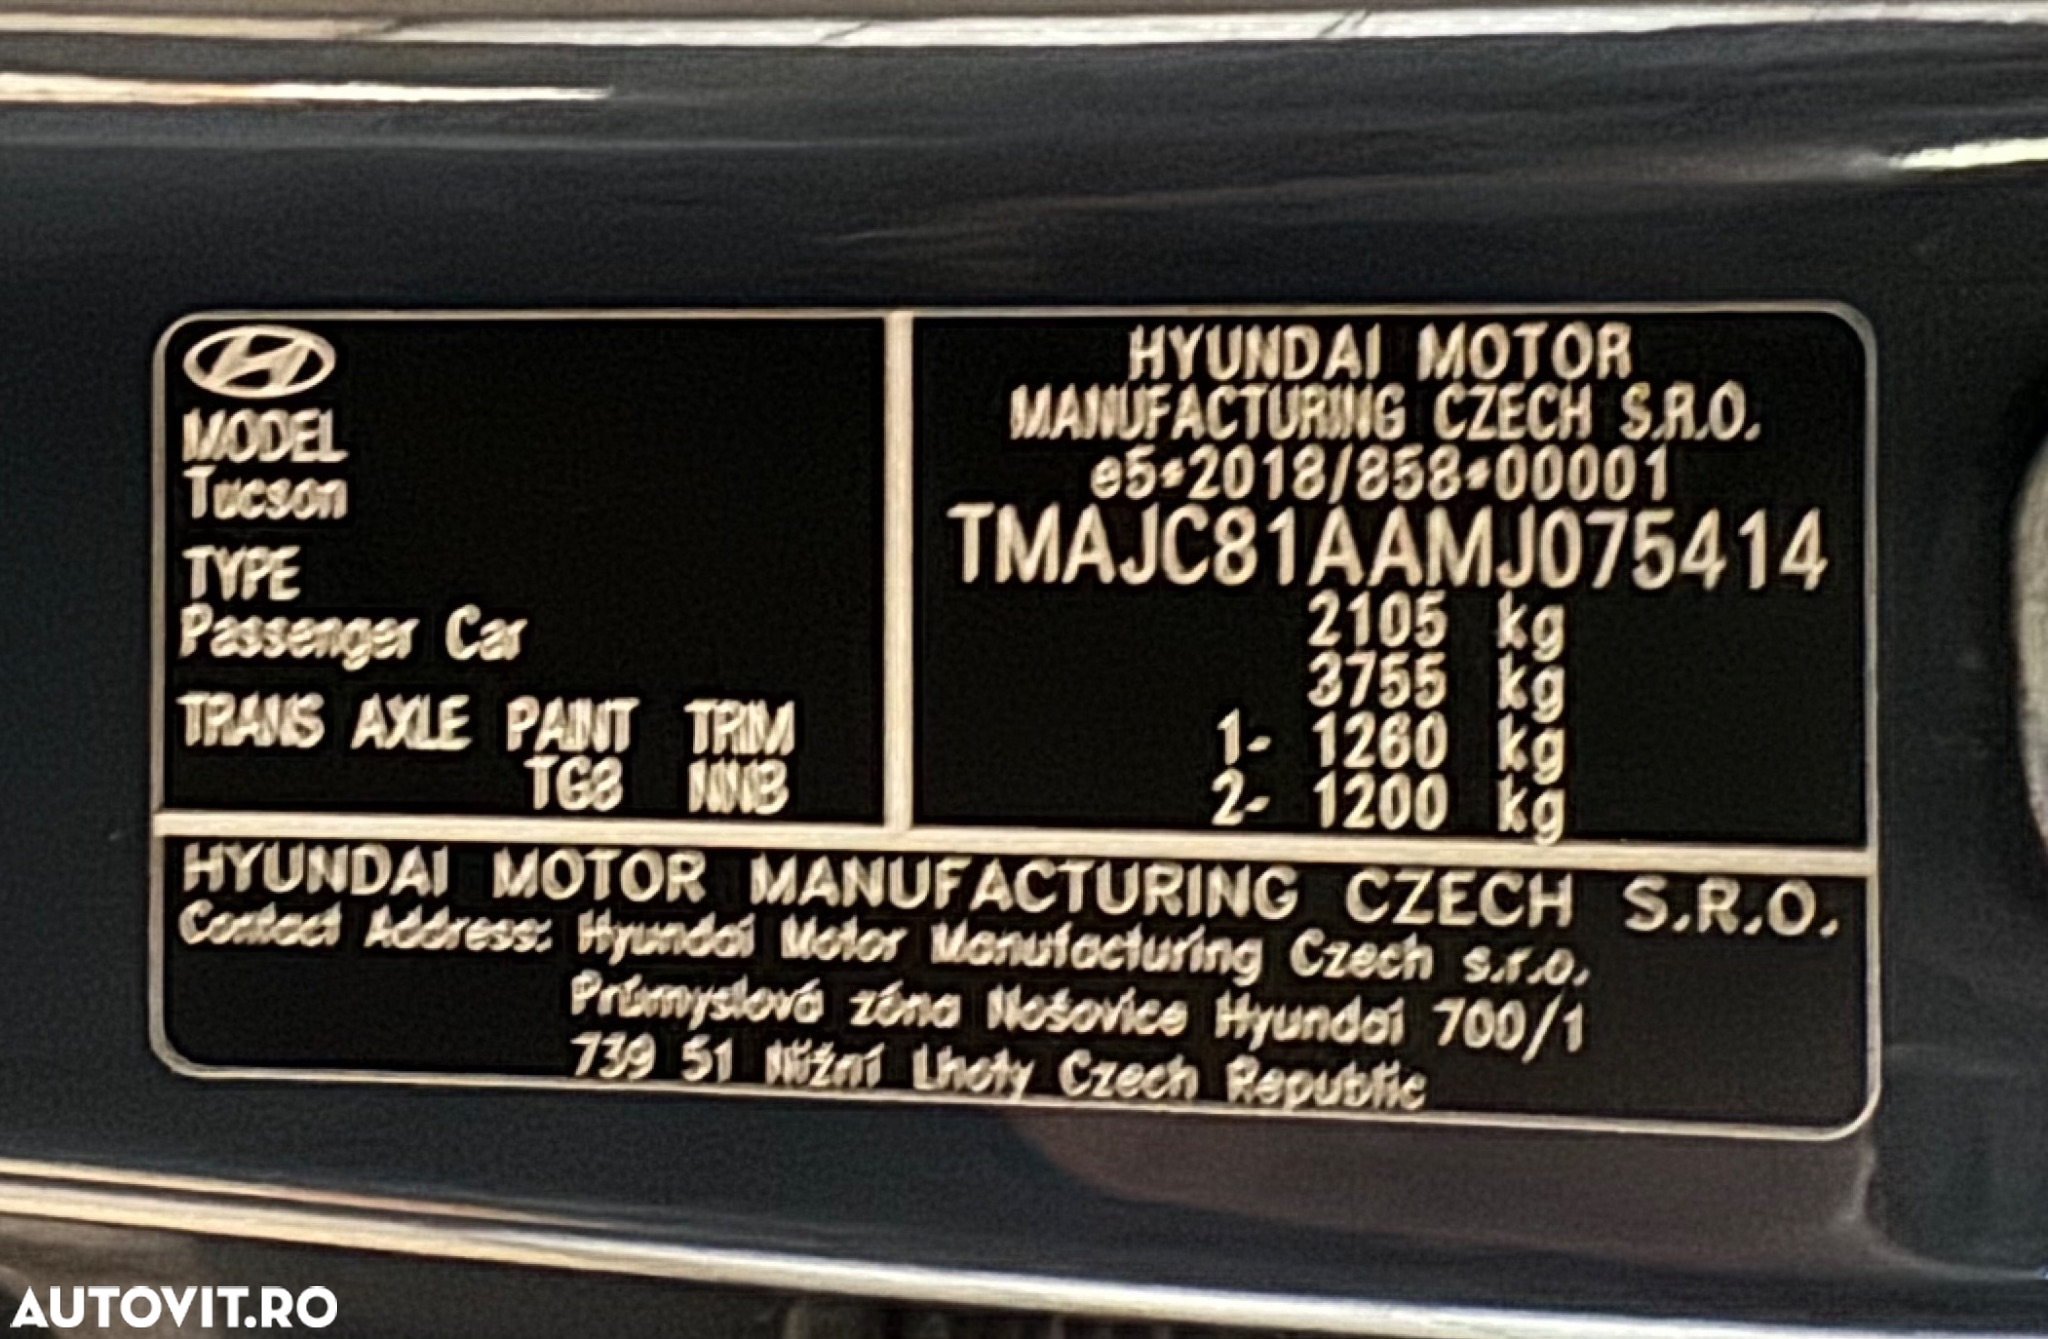 MODEL
Tucson
TYPE
Passenger Car
TRANS AXLE PAINT TRIM
TG8 NNB
HYUNDAI MOTOR
MANUFACTURING CZECH S.R.O.
e5*2018/858*00001
TMAJC81AAMJ075414
2105 kg
3755 kg
1- 1260 kg
2- 1200 kg
HYUNDAI MOTOR MANUFACTURING CZECH S.R.O.
Contact Address: Hyundai Motor Manufacturing Czech s.r.o.
Průmyslová zóna Nošovice Hyundai 700/1
739 51 Nižní Lhoty Czech Republic
AUTOVIT.RO